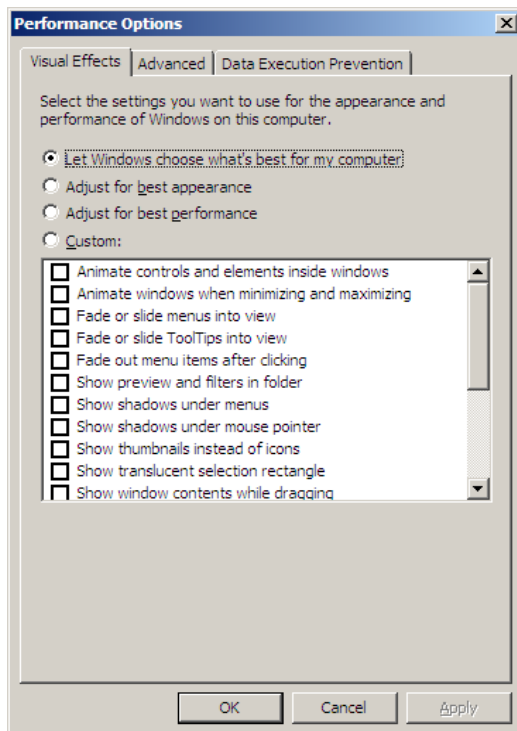 Performance Options
Visual Effects
Advanced
Data Execution Prevention
Select the settings you want to use for the appearance and
performance of Windows on this computer.
Let Windows choose what's best for my computer
Adjust for best appearance
Adjust for best performance
Custom:
Animate controls and elements inside windows
Animate windows when minimizing and maximizing
Fade or slide menus into view
Fade or slide ToolTips into view
Fade out menu items after clicking
Show preview and filters in folder
Show shadows under menus
Show shadows under mouse pointer
Show thumbnails instead of icons
Show translucent selection rectangle
Show window contents while dragging
OK
Cancel
Apply